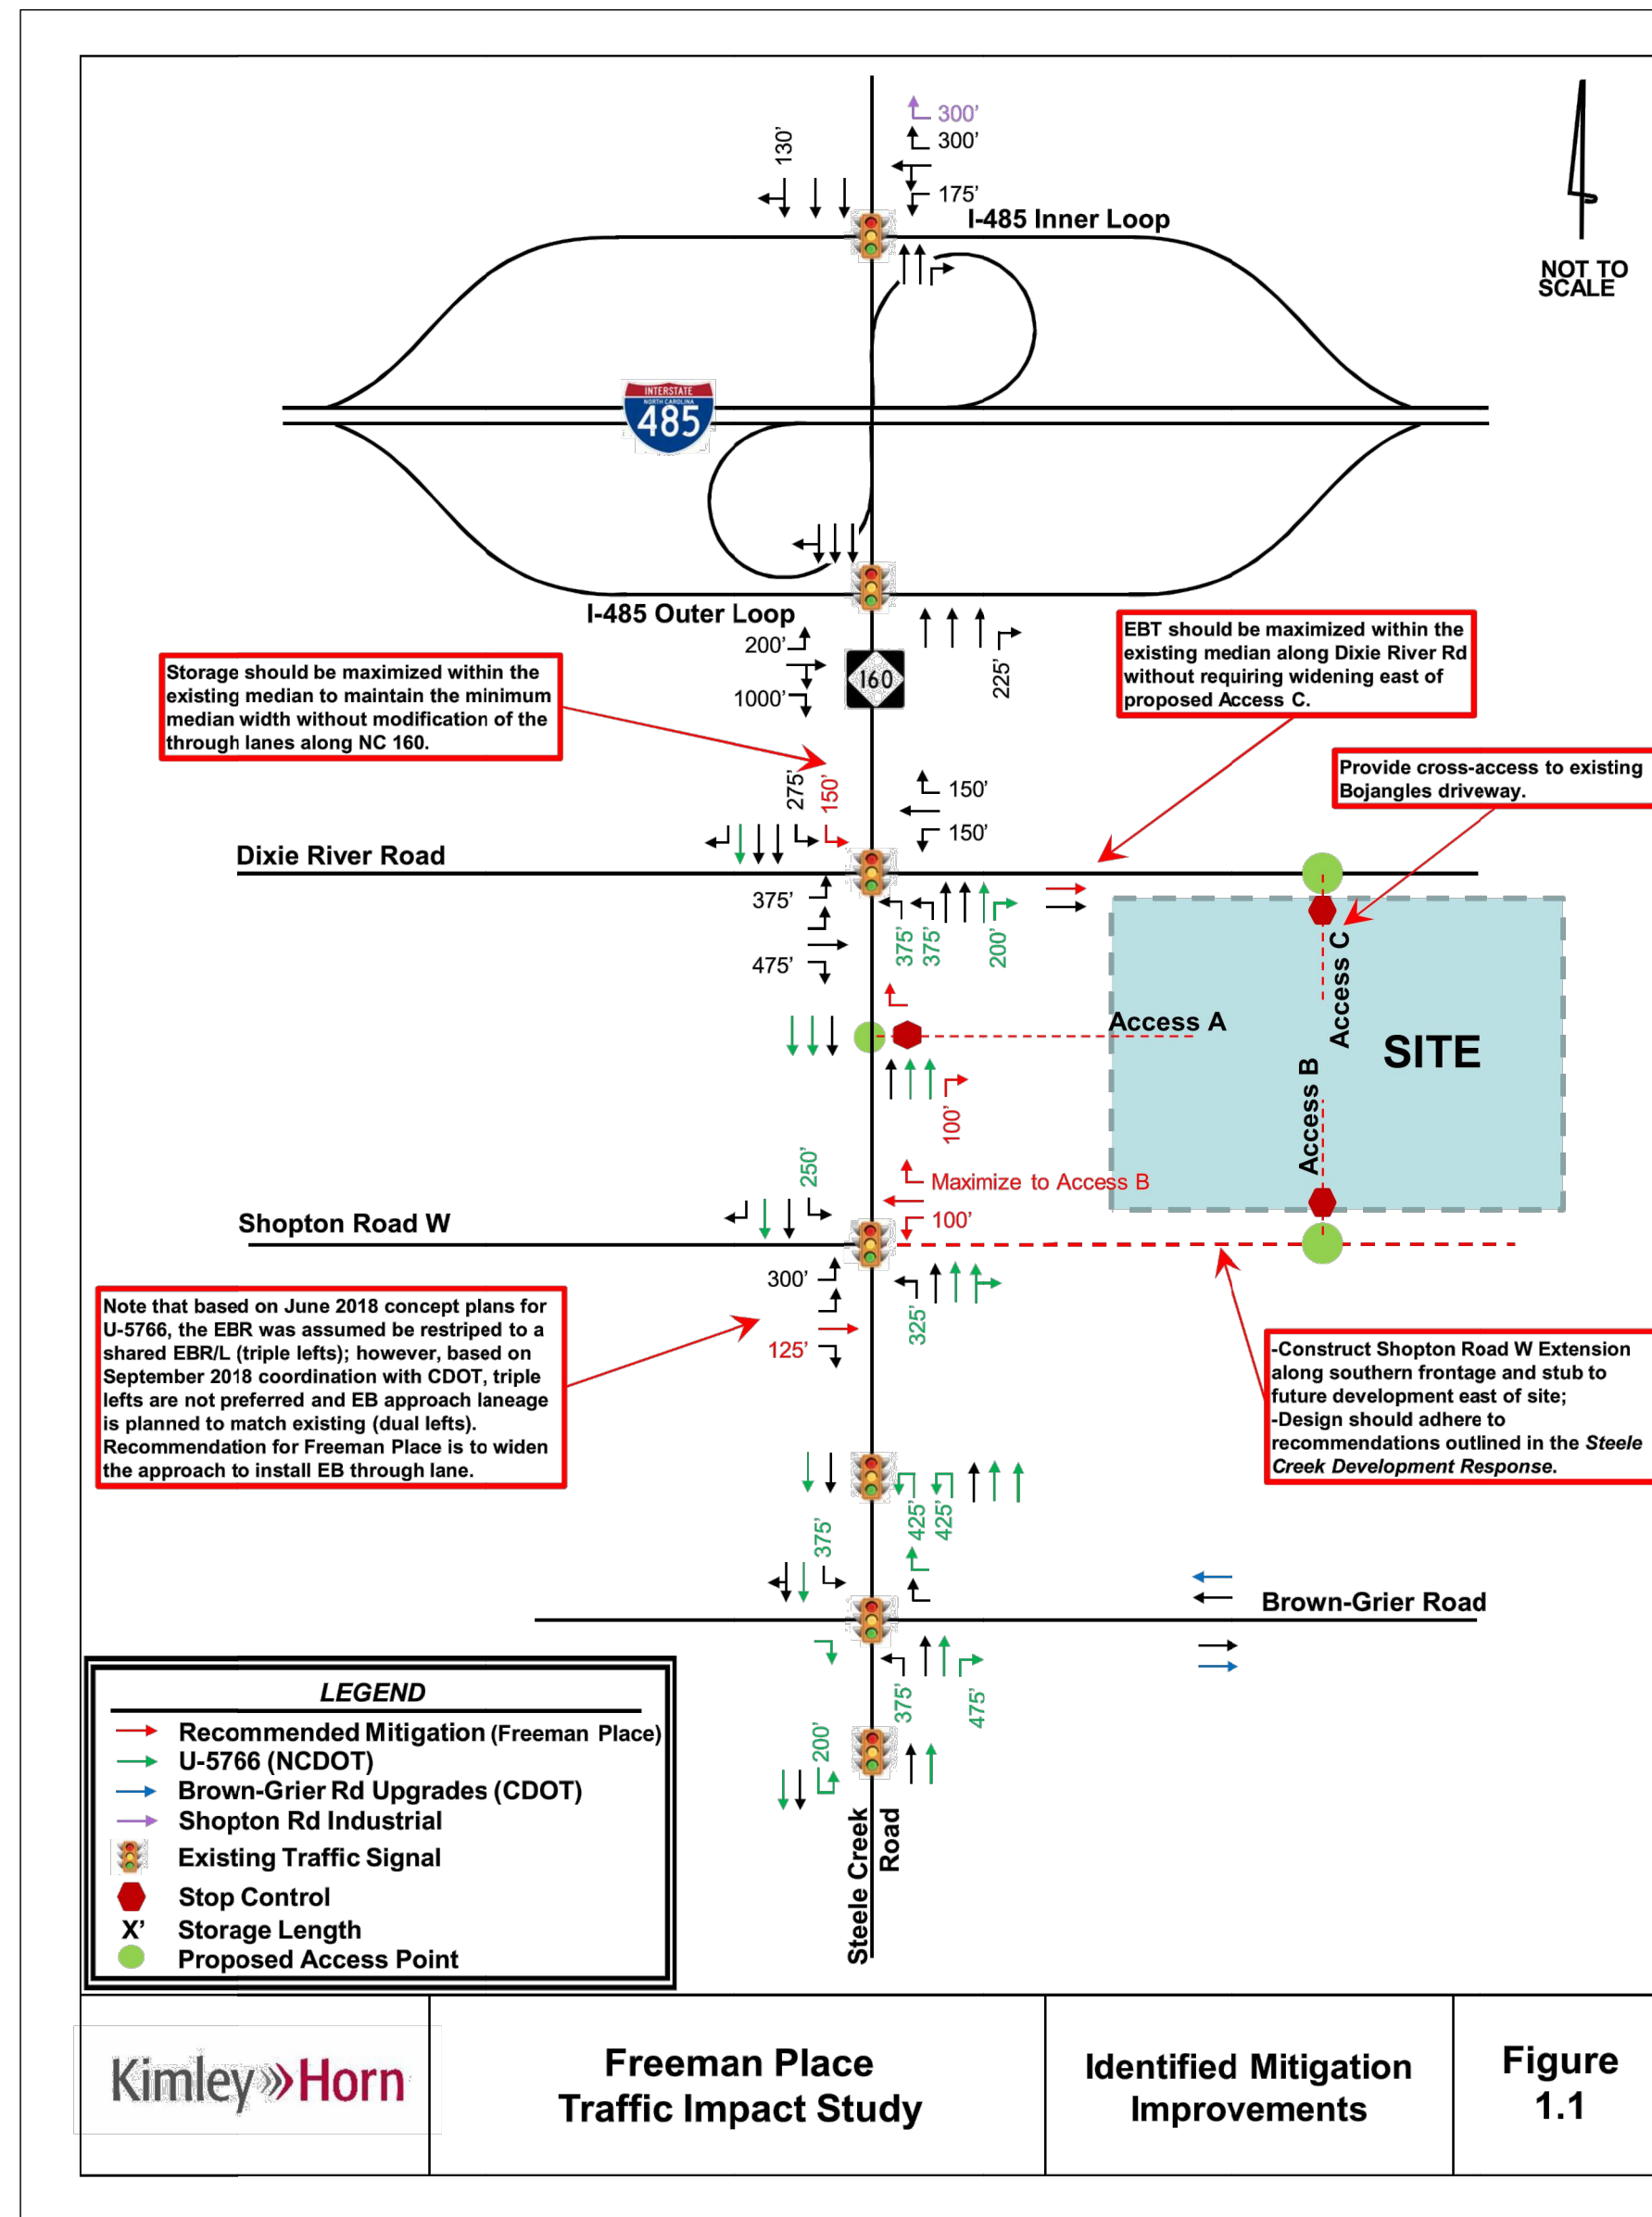 300'
300'
130'
175'
I-485 Inner Loop
NOT TO
SCALE
INTERSTATE
NORTH CAROLINA
485
I-485 Outer Loop
200'
1000'
160
225'
EBT should be maximized within the
existing median along Dixie River Rd
without requiring widening east of
proposed Access C.
Storage should be maximized within the
existing median to maintain the minimum
median width without modification of the
through lanes along NC 160.
Provide cross-access to existing
Bojangles driveway.
275'
150'
150'
150'
Dixie River Road
375'
475'
375'
375'
200'
Access A
Access C
SITE
Access B
100'
250'
Maximize to Access B
100'
Shopton Road W
300'
125'
325'
Note that based on June 2018 concept plans for
U-5766, the EBR was assumed be restriped to a
shared EBR/L (triple lefts); however, based on
September 2018 coordination with CDOT, triple
lefts are not preferred and EB approach laneage
is planned to match existing (dual lefts).
Recommendation for Freeman Place is to widen
the approach to install EB through lane.
-Construct Shopton Road W Extension
along southern frontage and stub to
future development east of site;
-Design should adhere to
recommendations outlined in the Steele
Creek Development Response.
425'
425'
375'
Brown-Grier Road
375'
475'
200'
Steele Creek
Road
LEGEND
Recommended Mitigation (Freeman Place)
U-5766 (NCDOT)
Brown-Grier Rd Upgrades (CDOT)
Shopton Rd Industrial
Existing Traffic Signal
Stop Control
X' Storage Length
Proposed Access Point
Kimley»Horn
Freeman Place
Traffic Impact Study
Identified Mitigation
Improvements
Figure
1.1